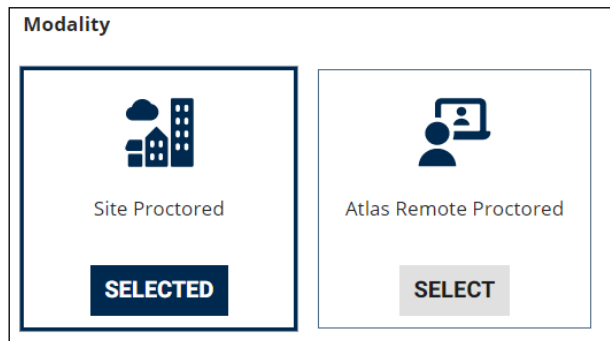 Modality
Site Proctored
Atlas Remote Proctored
SELECTED
SELECT